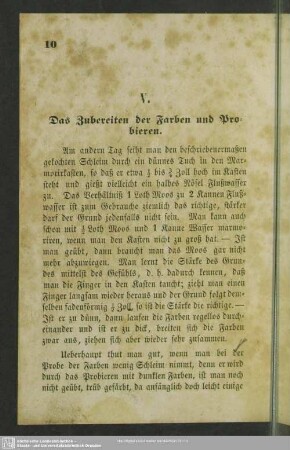 10
V.
Das Zubereiten der Farben und Pro-
bieren.
Am andern Tag seiht man den beschriebenermaßen
gekochten Schleim durch ein dünnes Tuch in den Mar-
morirkasten, so daß er etwa ½ bis ¾ Zoll hoch im Kasten
steht und gießt vielleicht ein halbes Nösel Flußwasser
zu. Das Verhältniß 1 Loth Moos zu 2 Kannen Fluß-
wasser ist zum Gebrauche ziemlich das richtige, stärker
darf der Grund jedenfalls nicht sein. Man kann auch
schon mit Loth Moos und 1 Kanne Wasser marmo-
riren, wenn man den Kasten nicht zu groß hat. — Ist
man geübt, dann braucht man das Moos gar nicht
mehr abzuwiegen. Man lernt die Stärke des Grun-
des mittelst des Gefühls, d. h. dadurch kennen, daß
man die Finger in den Kasten taucht; zieht man einen
Finger langsam wieder heraus und der Grund folgt dem-
selben fadenförmig Zoll, so ist die Stärke die richtige. —
Ist er zu dünn, dann laufen die Farben regellos durch-
einander und ist er zu dick, breiten sich die Farben
zwar aus, ziehen sich aber wieder sehr zusammen.
Ueberhaupt thut man gut, wenn man bei der
Probe der Farben wenig Schleim nimmt, denn er wird
durch das Probieren mit dunklen Farben, ist man noch
nicht geübt, trüb gefärbt, da anfänglich doch leicht einige